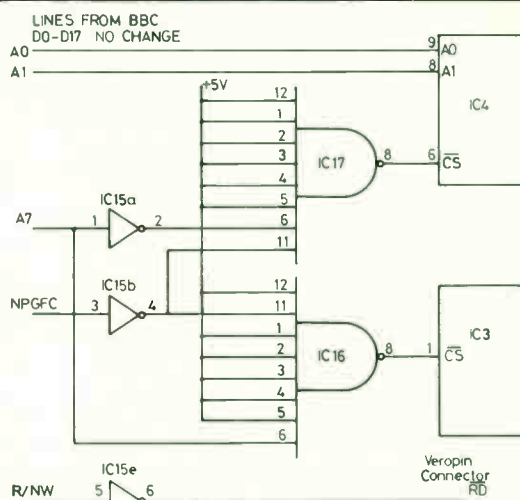 LINES FROM BBC
D0-D17 NO CHANGE
A0
9 A0
A1
8 A1
+5V
IC4
12
1
2
3
4
5
6
11
IC17
8
6 CS
IC15a
A7
1
2
IC15b
NPGFC
3
4
12
11
1
2
3
4
5
6
IC16
8
1 CS
IC3
Veropin
Connector
RD
IC15e
R/NW
5
6